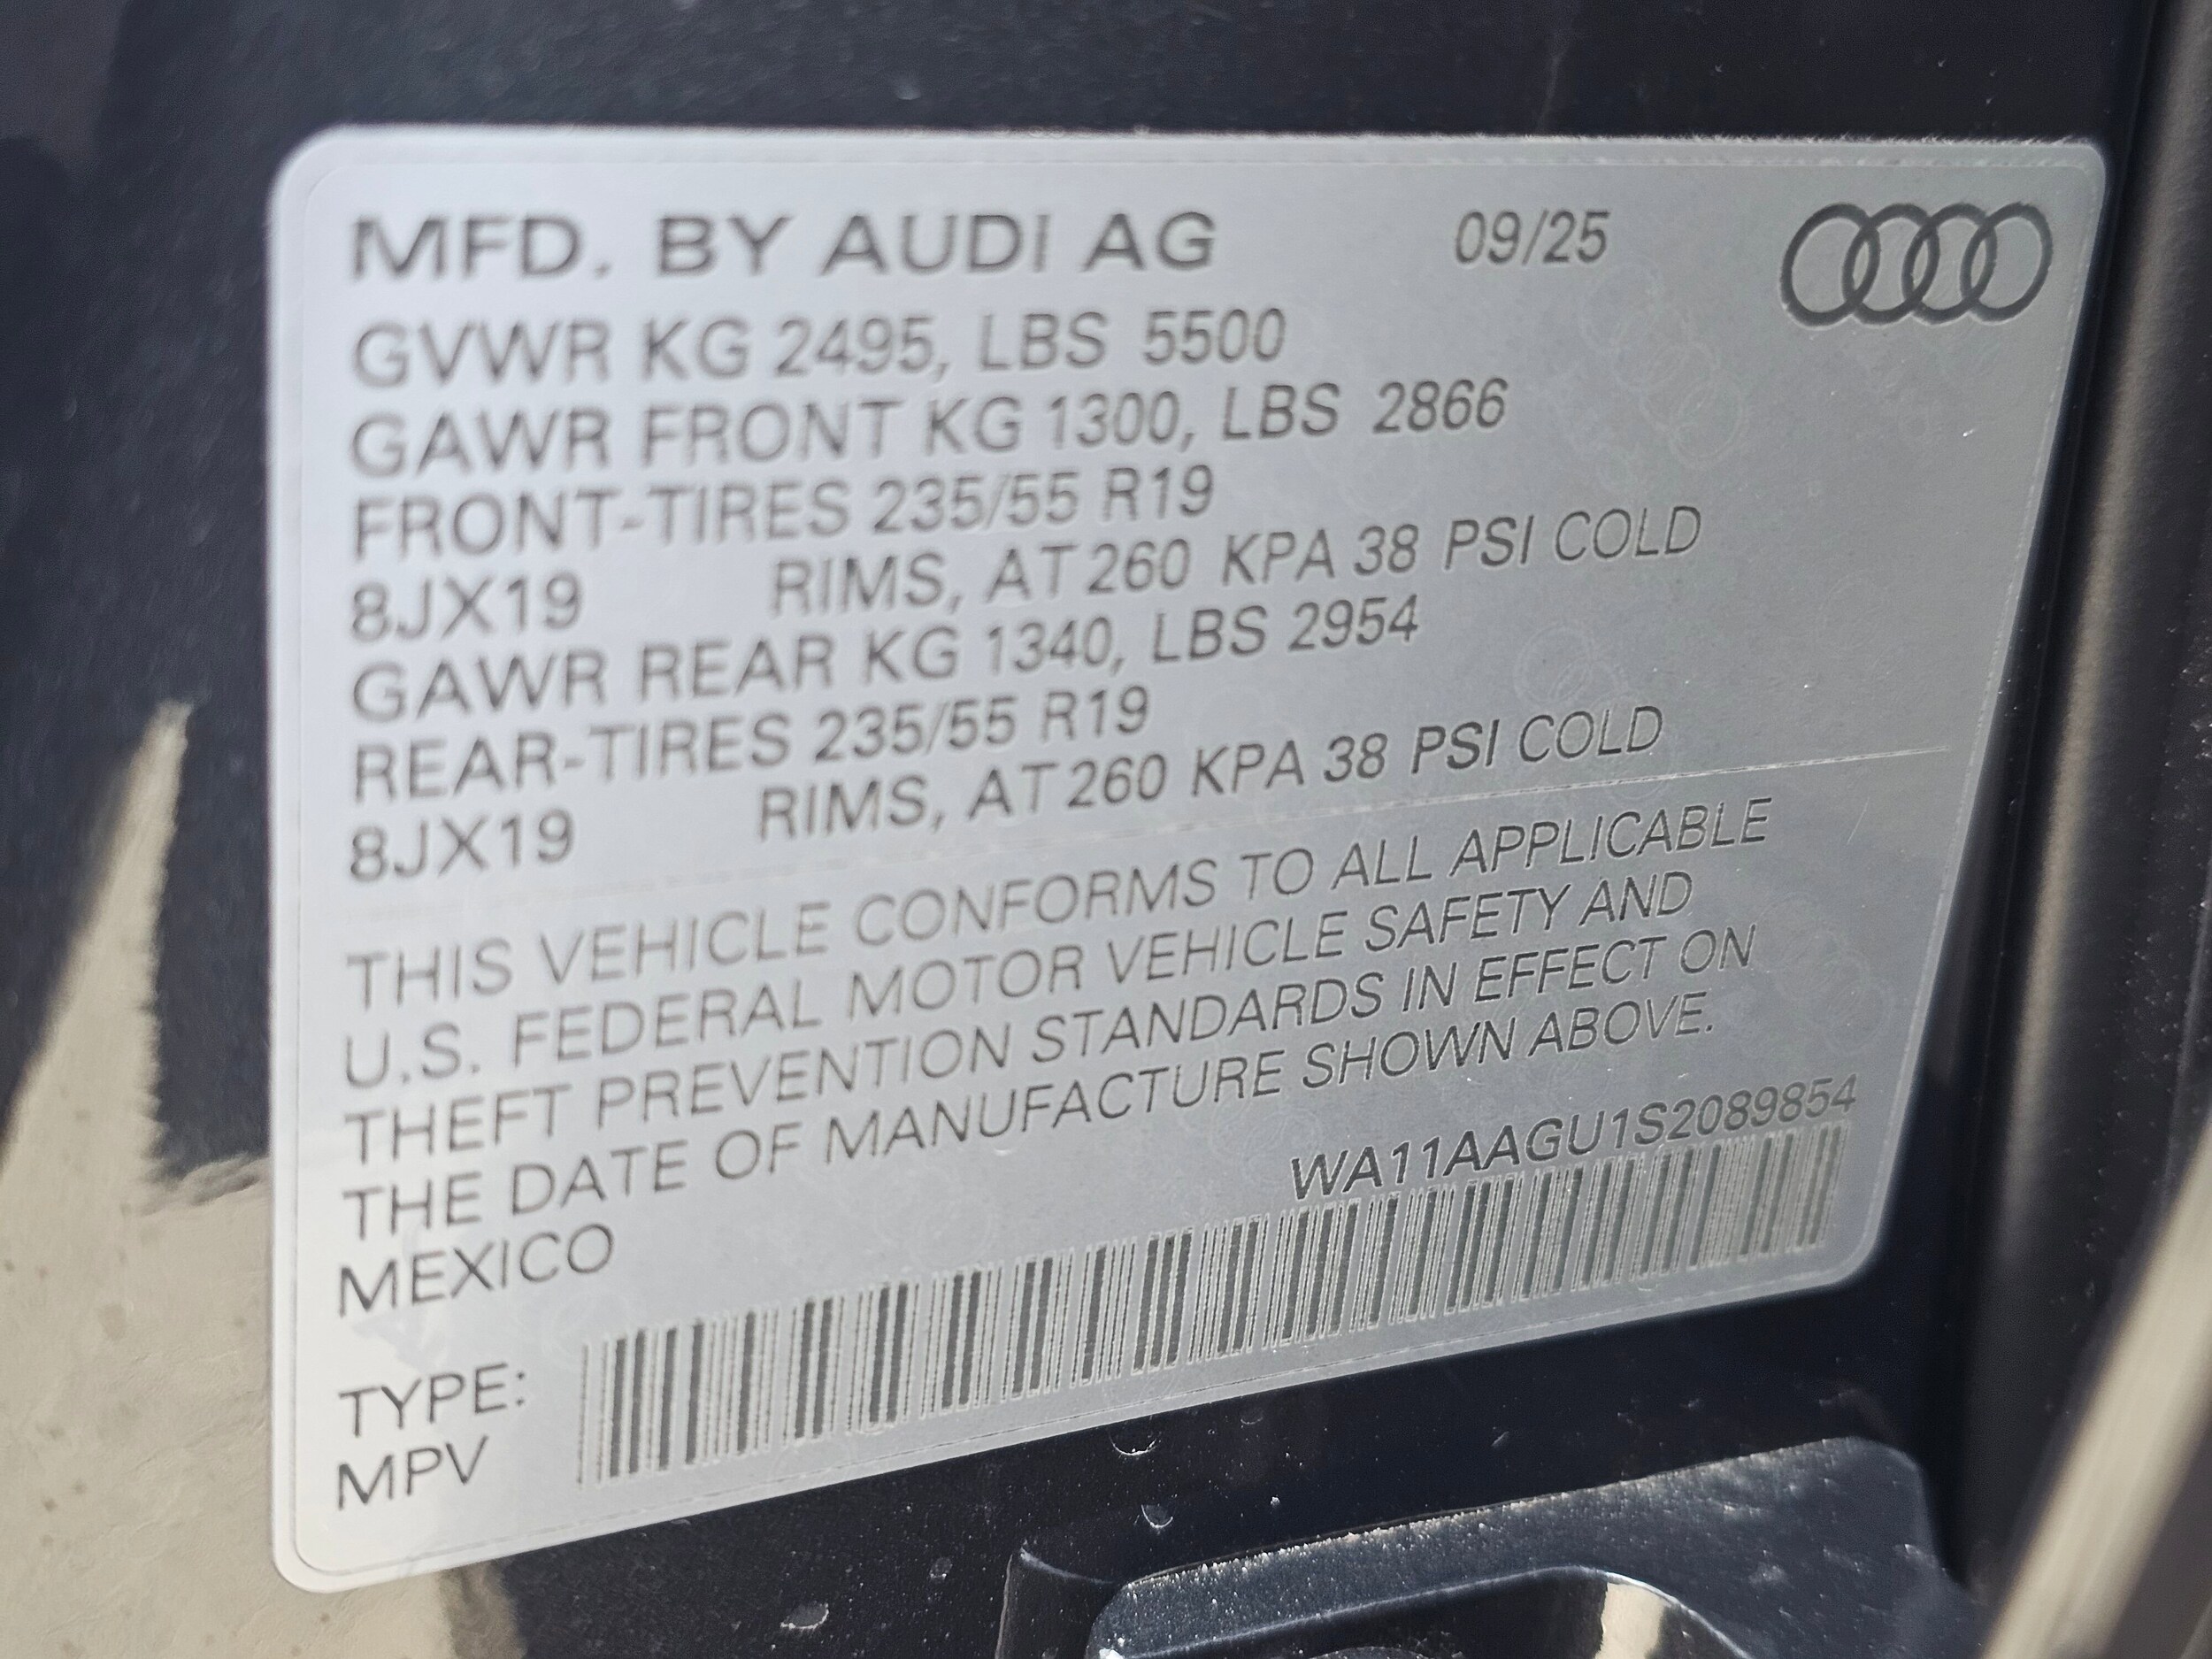 MFD. BY AUDI AG 09/25
GVWR KG 2495, LBS 5500
GAWR FRONT KG 1300, LBS 2866
FRONT-TIRES 235/55 R19
8JX19 RIMS, AT 260 KPA 38 PSI COLD
GAWR REAR KG 1340, LBS 2954
REAR-TIRES 235/55 R19
8JX19 RIMS, AT 260 KPA 38 PSI COLD
THIS VEHICLE CONFORMS TO ALL APPLICABLE
U.S. FEDERAL MOTOR VEHICLE SAFETY AND
THEFT PREVENTION STANDARDS IN EFFECT ON
THE DATE OF MANUFACTURE SHOWN ABOVE.
MEXICO
WA11AAGU1S2089854
TYPE:
MPV